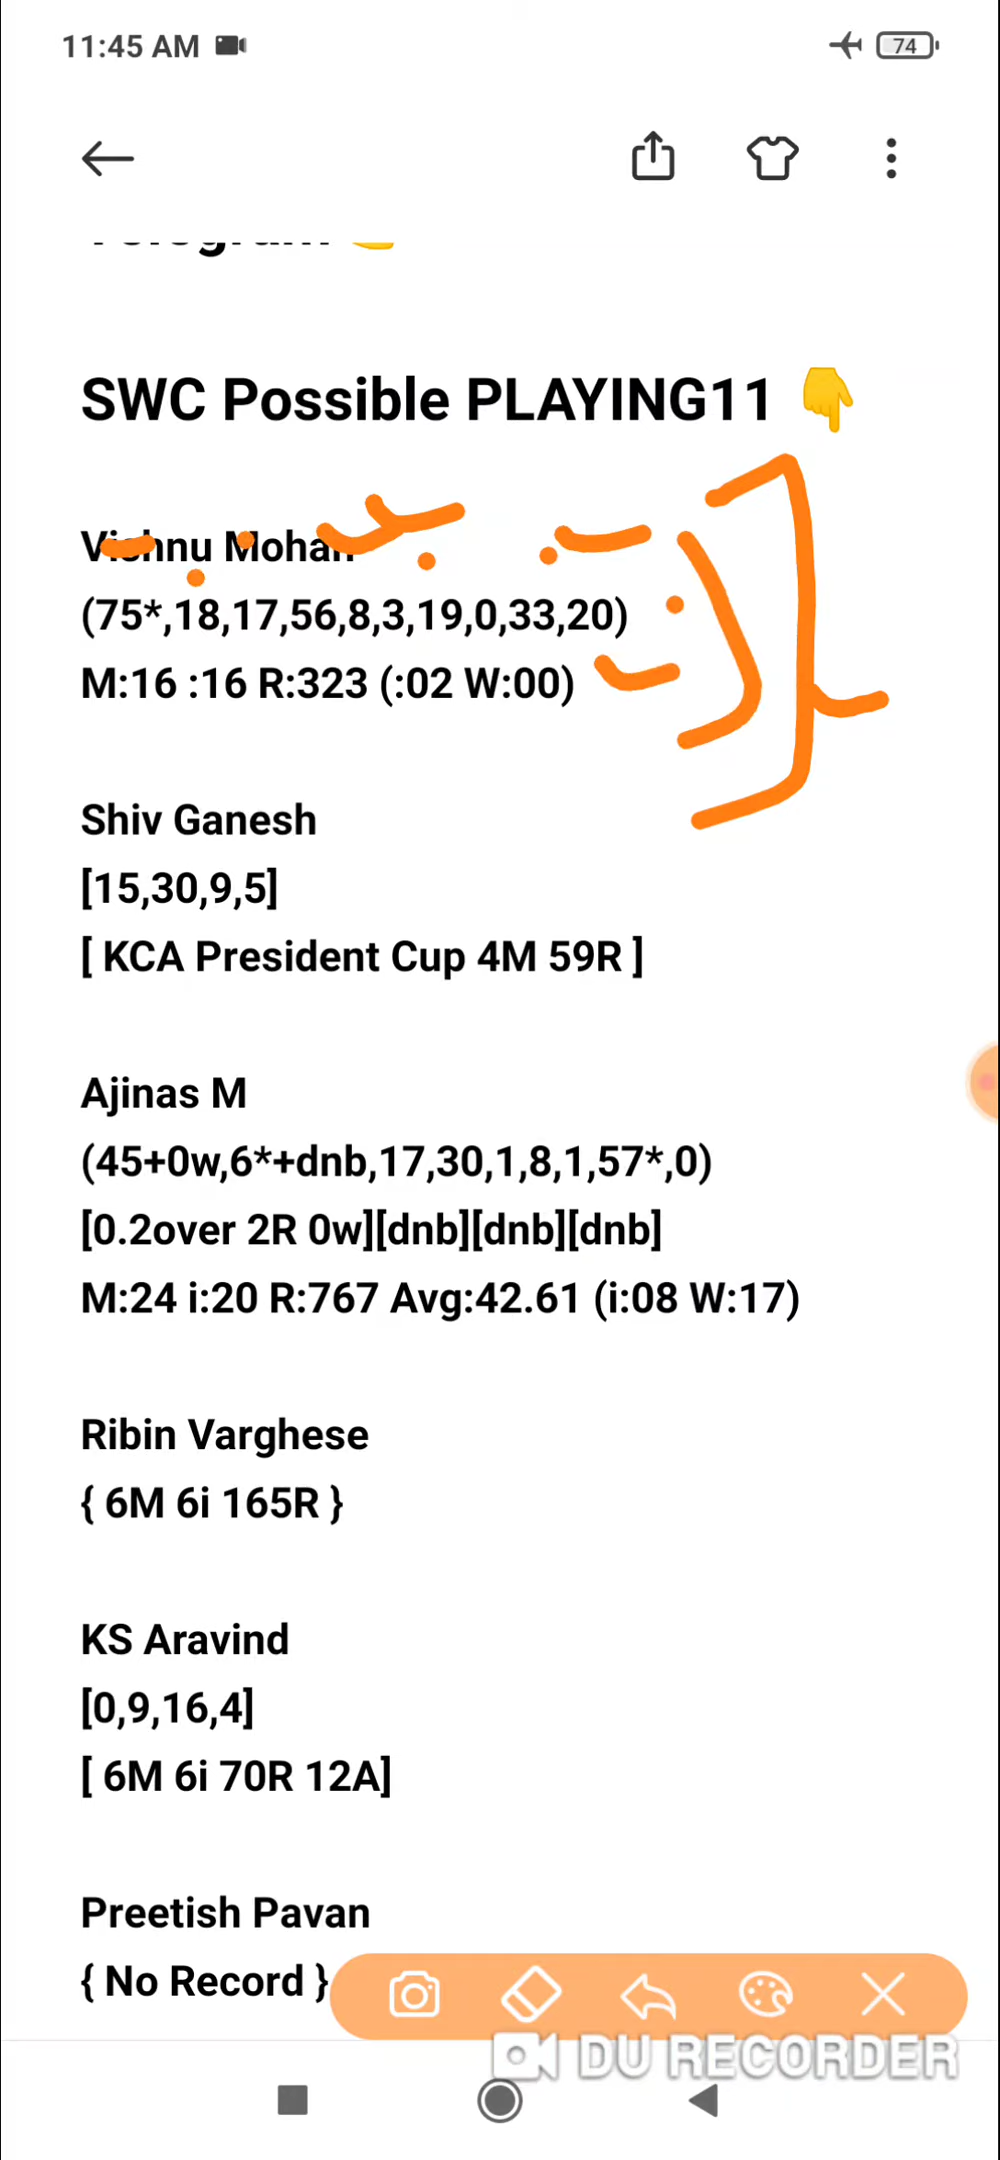 11:45 AM
74
SWC Possible PLAYING11 👇
Vishnu Mohan
(75*,18,17,56,8,3,19,0,33,20)
M:16 :16 R:323 (:02 W:00)
Shiv Ganesh
[15,30,9,5]
[ KCA President Cup 4M 59R ]
Ajinas M
(45+0w,6*+dnb,17,30,1,8,1,57*,0)
[0.2over 2R 0w][dnb][dnb][dnb]
M:24 i:20 R:767 Avg:42.61 (i:08 W:17)
Ribin Varghese
{ 6M 6i 165R }
KS Aravind
[0,9,16,4]
[ 6M 6i 70R 12A]
Preetish Pavan
{ No Record }
DU RECORDER